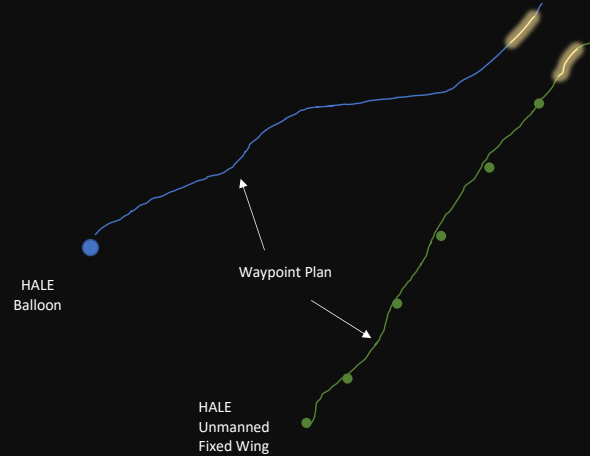 HALE
Balloon
Waypoint Plan
HALE
Unmanned
Fixed Wing